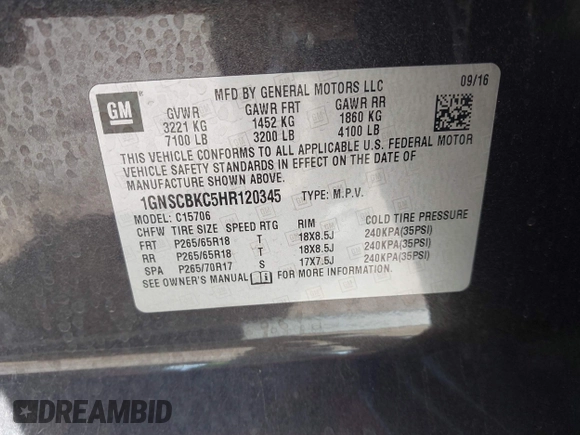 GM
MFD BY GENERAL MOTORS LLC
09/16
GVWR GAWR FRT GAWR RR
3221 KG 1452 KG 1860 KG
7100 LB 3200 LB 4100 LB
THIS VEHICLE CONFORMS TO ALL APPLICABLE U.S. FEDERAL MOTOR
VEHICLE SAFETY STANDARDS IN EFFECT ON THE DATE OF
MANUFACTURE SHOWN ABOVE.
1GNSCBKC5HR120345 TYPE: M.P.V.
MODEL: C15706
CHFW TIRE SIZE SPEED RTG RIM COLD TIRE PRESSURE
FRT P265/65R18 T 18X8.5J 240KPA(35PSI)
RR P265/65R18 T 18X8.5J 240KPA(35PSI)
SPA P265/70R17 S 17X7.5J 240KPA(35PSI)
SEE OWNER'S MANUAL FOR MORE INFORMATION.
DREAMBID